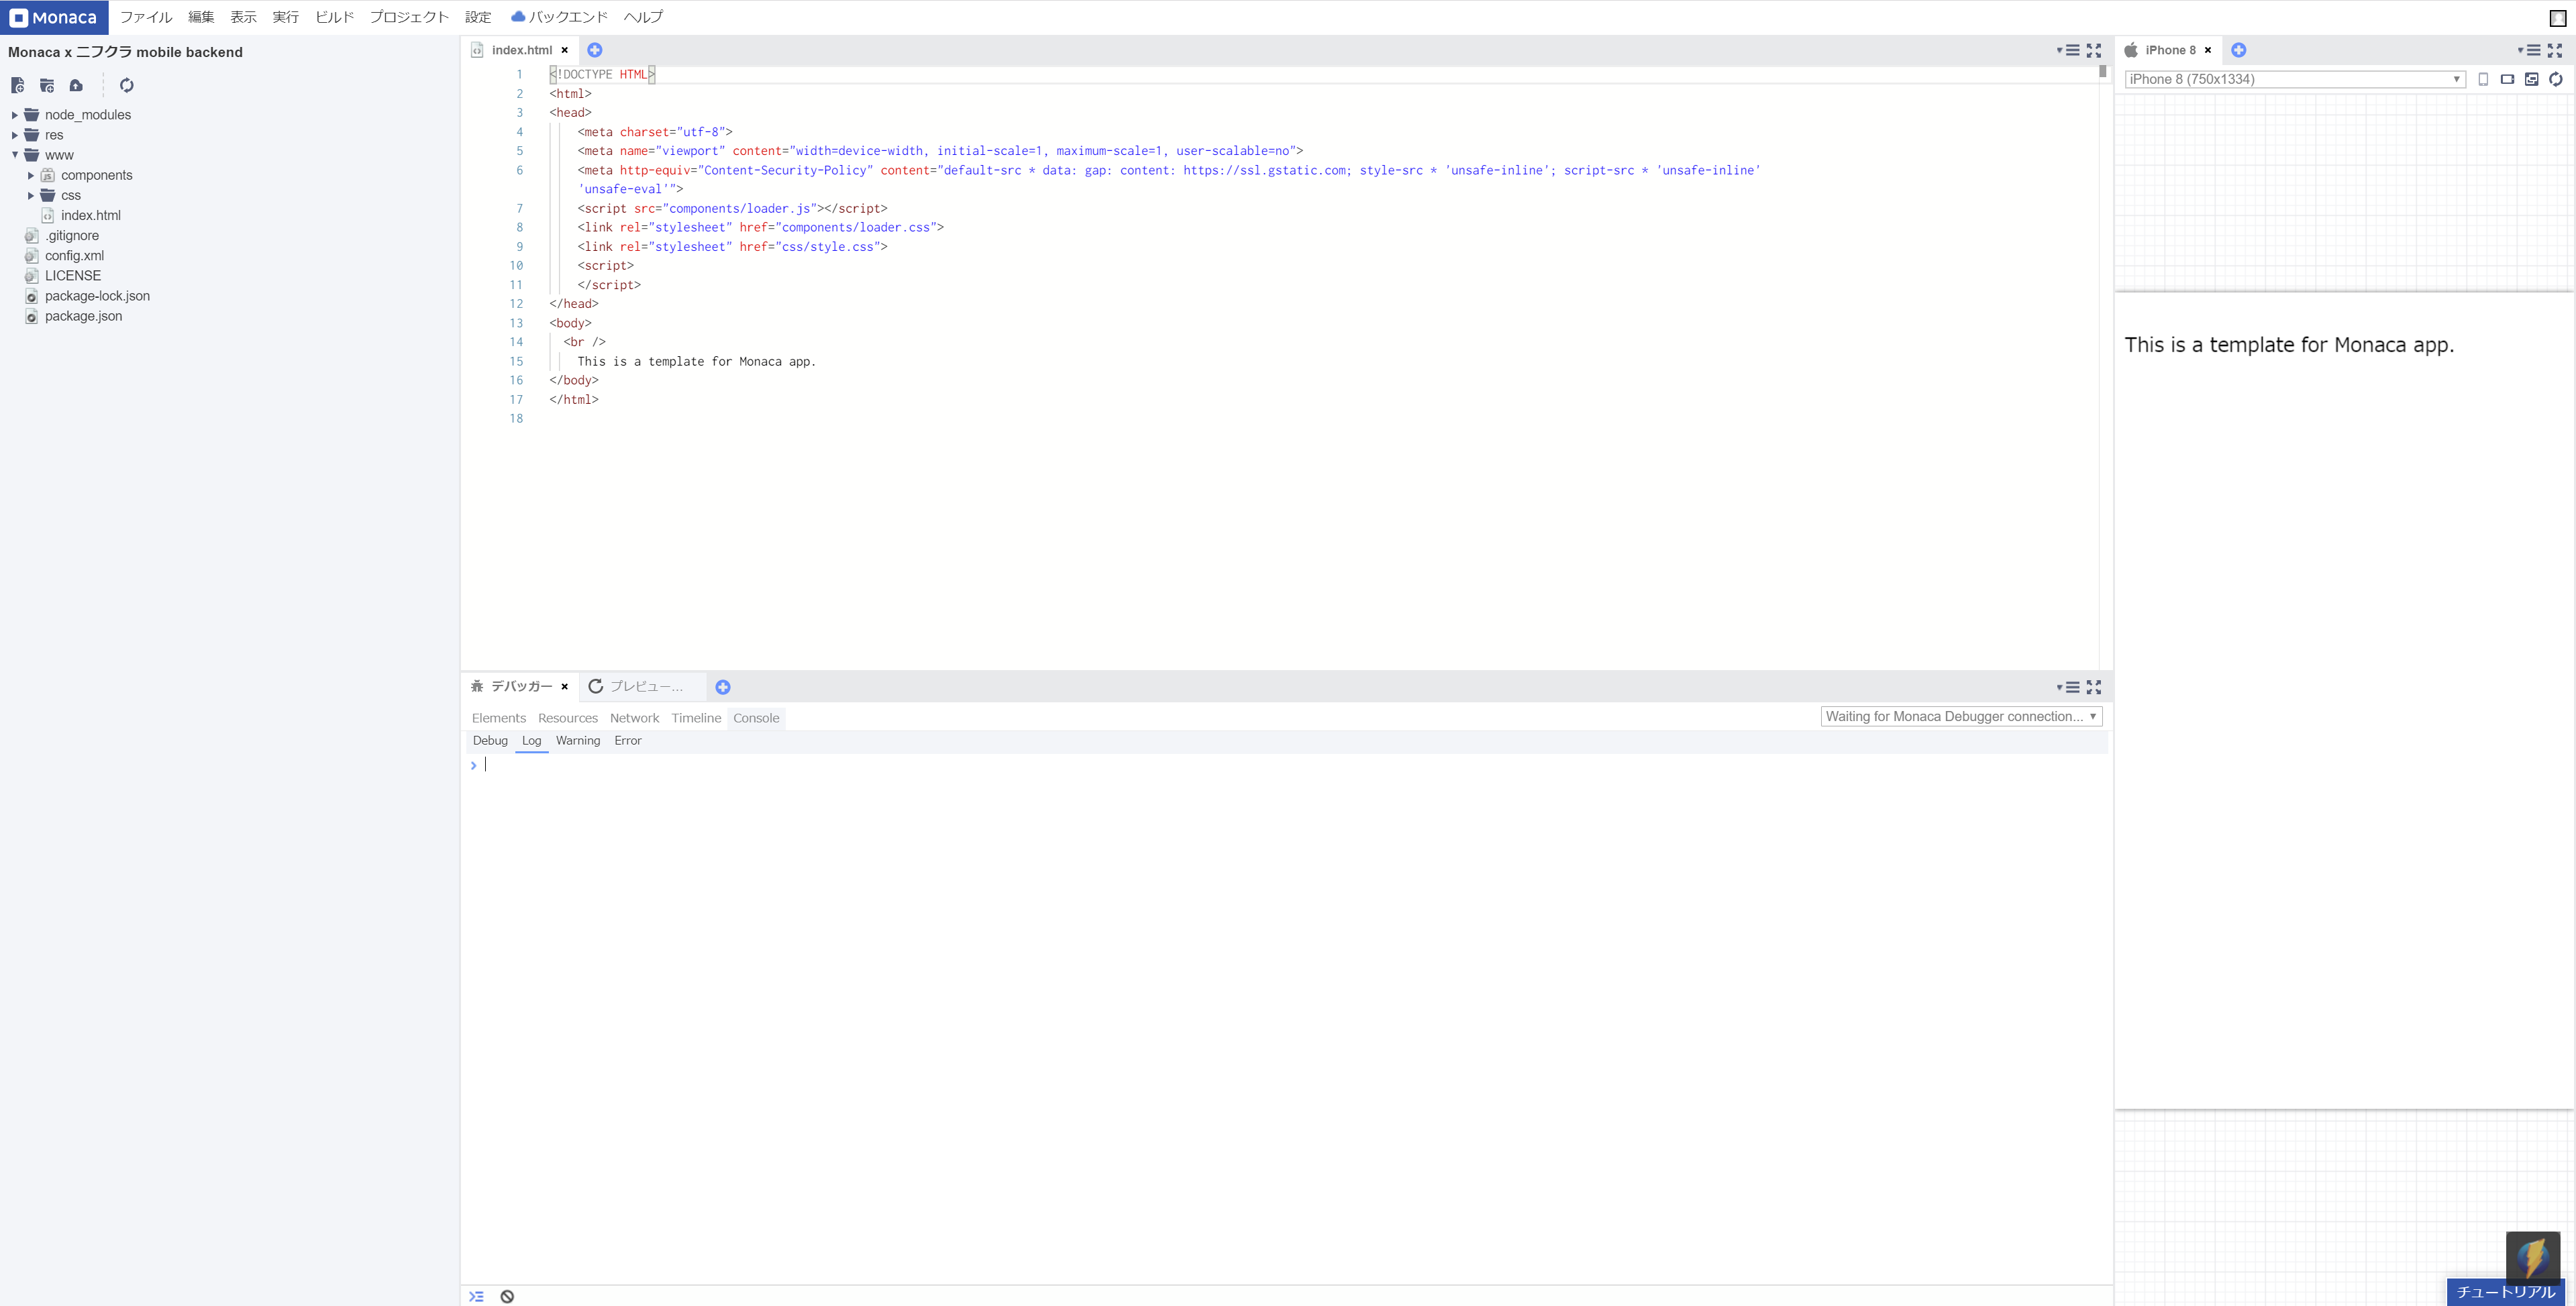 Monaca ファイル 編集 表示 実行 ビルド プロジェクト 設定 バックエンド ヘルプ
Monaca x ニフクラ mobile backend
node_modules
res
www
components
css
index.html
.gitignore
config.xml
LICENSE
package-lock.json
package.json
index.html ×
1 <!DOCTYPE HTML>
2 <html>
3 <head>
4 <meta charset="utf-8">
5 <meta name="viewport" content="width=device-width, initial-scale=1, maximum-scale=1, user-scalable=no">
6 <meta http-equiv="Content-Security-Policy" content="default-src * data: gap: content: https://ssl.gstatic.com; style-src * 'unsafe-inline'; script-src * 'unsafe-inline'
'unsafe-eval'">
7 <script src="components/loader.js"></script>
8 <link rel="stylesheet" href="components/loader.css">
9 <link rel="stylesheet" href="css/style.css">
10 <script>
11 </script>
12 </head>
13 <body>
14 <br />
15 This is a template for Monaca app.
16 </body>
17 </html>
18
デバッガー × プレビュー...
Elements Resources Network Timeline Console Waiting for Monaca Debugger connection...
Debug Log Warning Error
iPhone 8 ×
iPhone 8 (750x1334)
This is a template for Monaca app.
チュートリアル